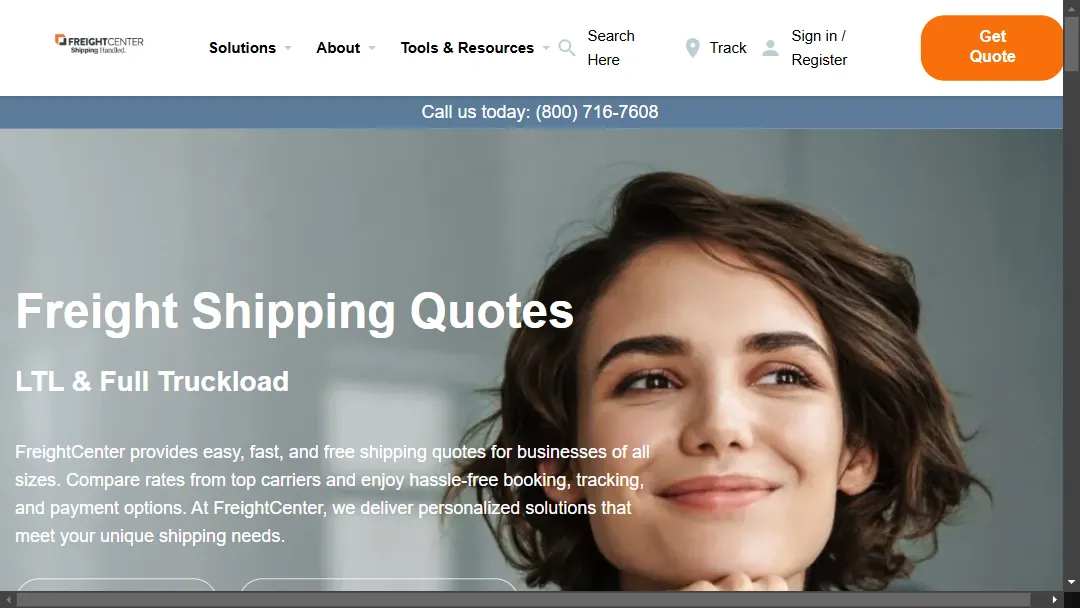 FREIGHTCENTER
Shipping Handled.
Solutions
About
Tools & Resources
Search
Here
Track
Sign in /
Register
Get
Quote
Call us today: (800) 716-7608
Freight Shipping Quotes
LTL & Full Truckload
FreightCenter provides easy, fast, and free shipping quotes for businesses of all
sizes. Compare rates from top carriers and enjoy hassle-free booking, tracking,
and payment options. At FreightCenter, we deliver personalized solutions that
meet your unique shipping needs.